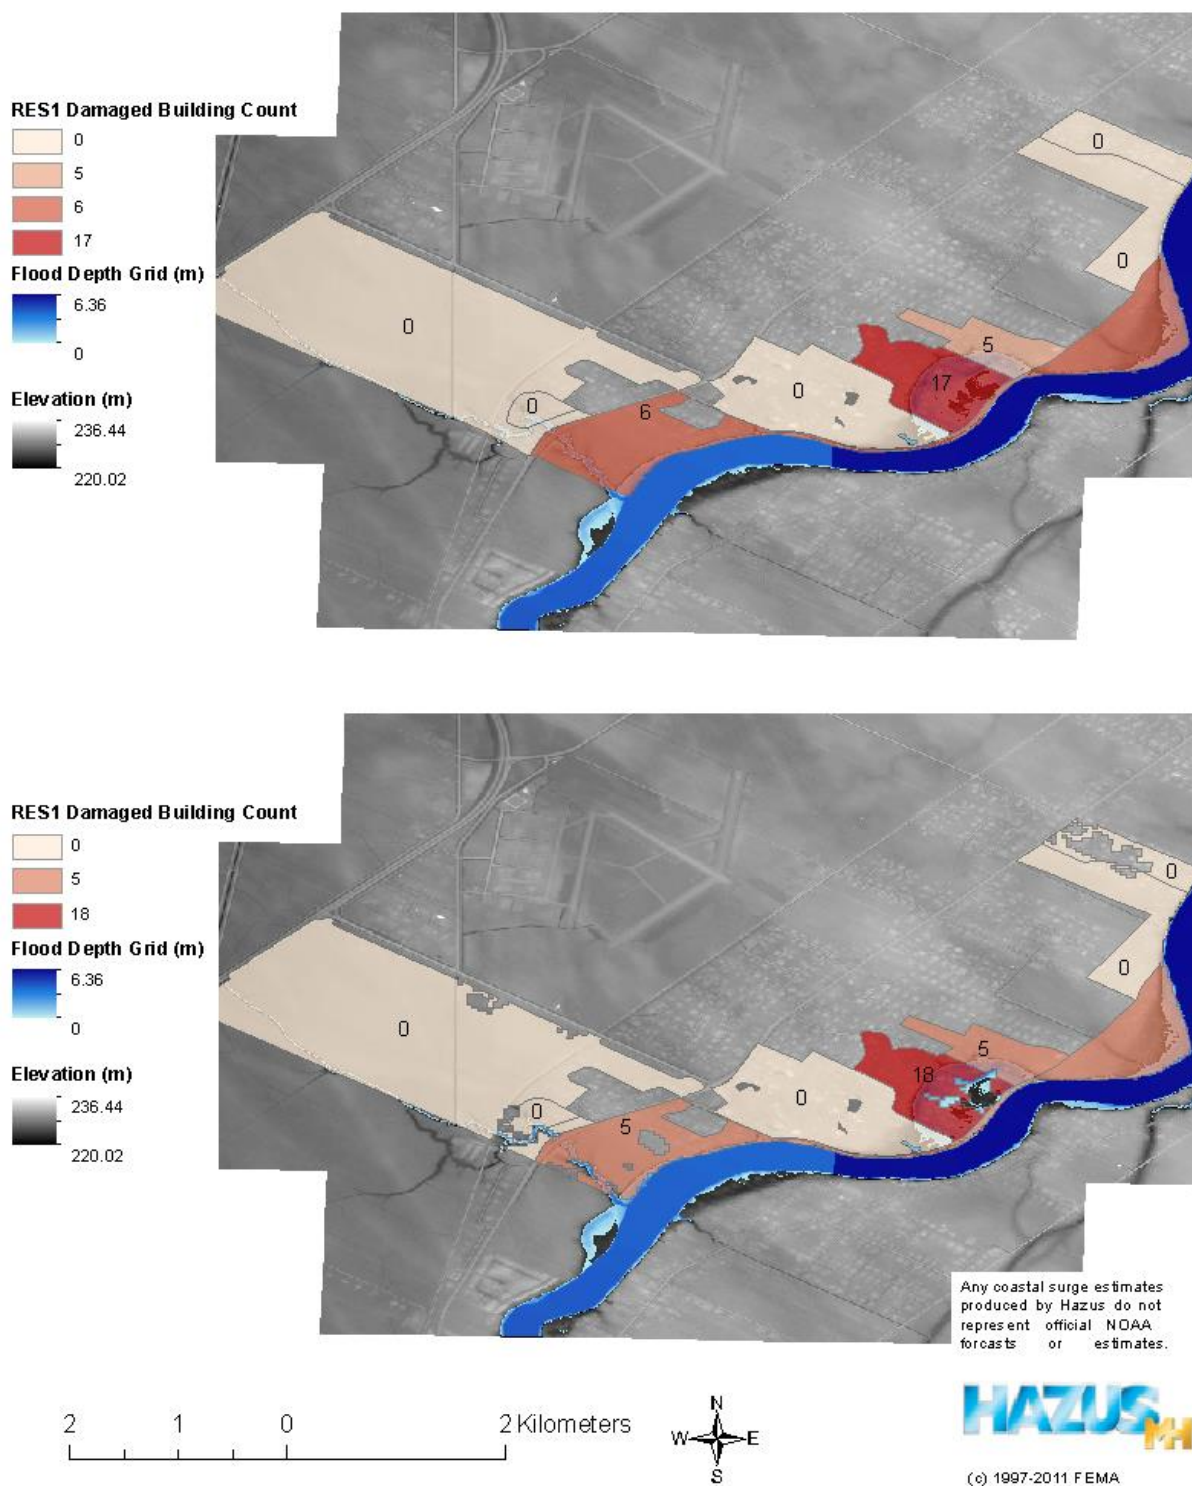 RES1 Damaged Building Count
0
5
6
17
Flood Depth Grid (m)
6.36
0
Elevation (m)
236.44
220.02
0
0
0
5
17
0
6
0
RES1 Damaged Building Count
0
5
18
Flood Depth Grid (m)
6.36
0
Elevation (m)
236.44
220.02
0
0
0
5
18
0
0
5
Any coastal surge estimates
produced by Hazus do not
represent official NOAA
forcasts or estimates.
2 1 0 2 Kilometers
N
W E
S
HAZUS
MH
(c) 1997-2011 FEMA